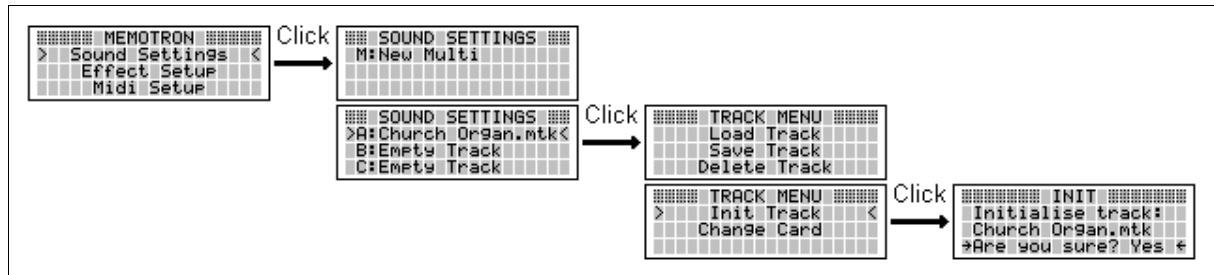 MEMOTRON
> Sound Settings <
Effect Setup
Midi Setup
Click
SOUND SETTINGS
M:New Multi
SOUND SETTINGS
>A:Church Organ.mtk<
B:Empty Track
C:Empty Track
Click
TRACK MENU
Load Track
Save Track
Delete Track
TRACK MENU
> Init Track <
Change Card
Click
INIT
Initialise track:
Church Organ.mtk
→Are you sure? Yes ←